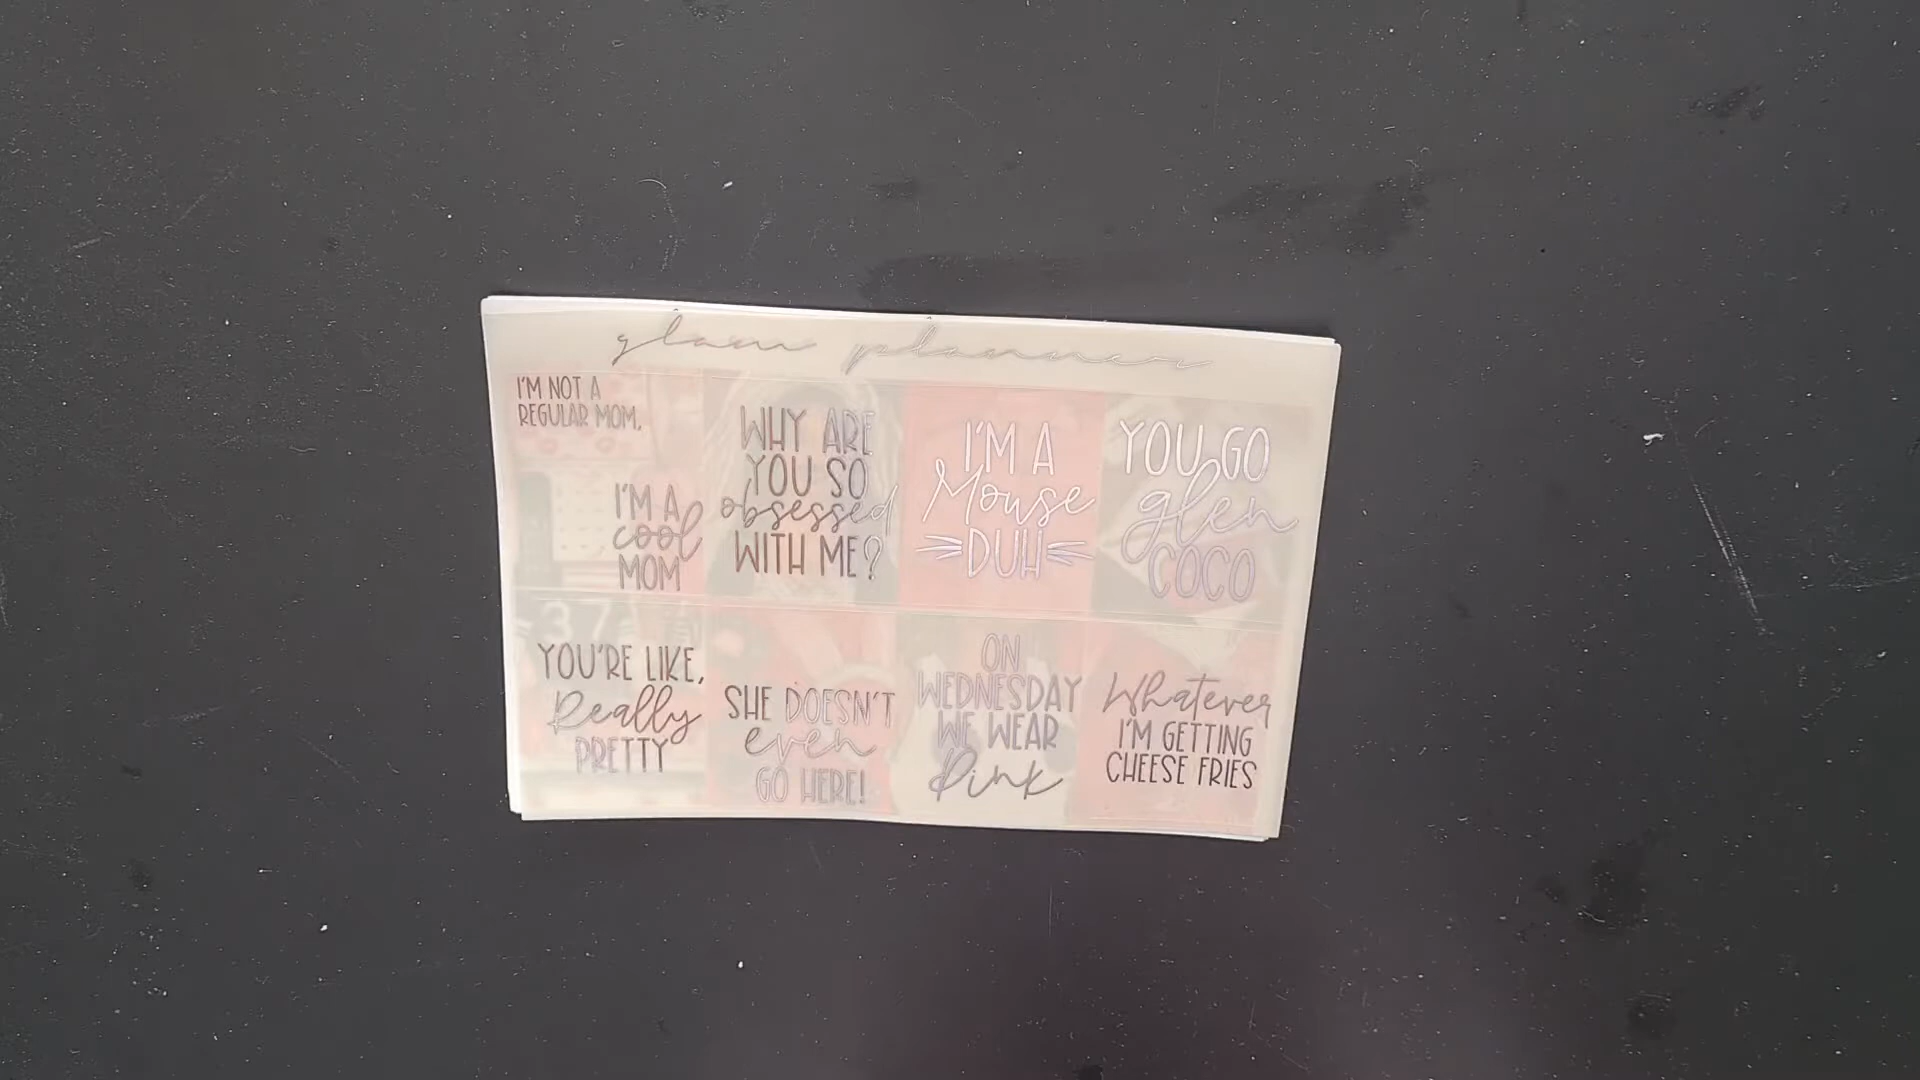 glam planner
I'M NOT A
REGULAR MOM,
I'M A
cool
MOM
WHY ARE
YOU SO
obsessed
WITH ME?
I'M A
Mouse
DUH
YOU GO
glen
COCO
37
YOU'RE LIKE,
Really
PRETTY
SHE DOESN'T
even
GO HERE!
ON
WEDNESDAY
WE WEAR
Pink
Whatever
I'M GETTING
CHEESE FRIES